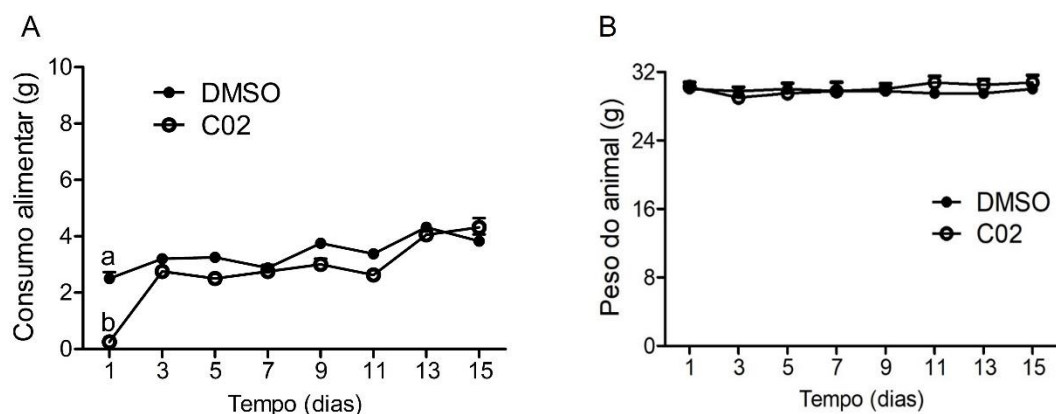 A
Consumo alimentar (g)
10
8
6
4
2
0
DMSO
C02
a
b
1 3 5 7 9 11 13 15
Tempo (dias)
B
Peso do animal (g)
32
24
16
8
0
DMSO
C02
1 3 5 7 9 11 13 15
Tempo (dias)